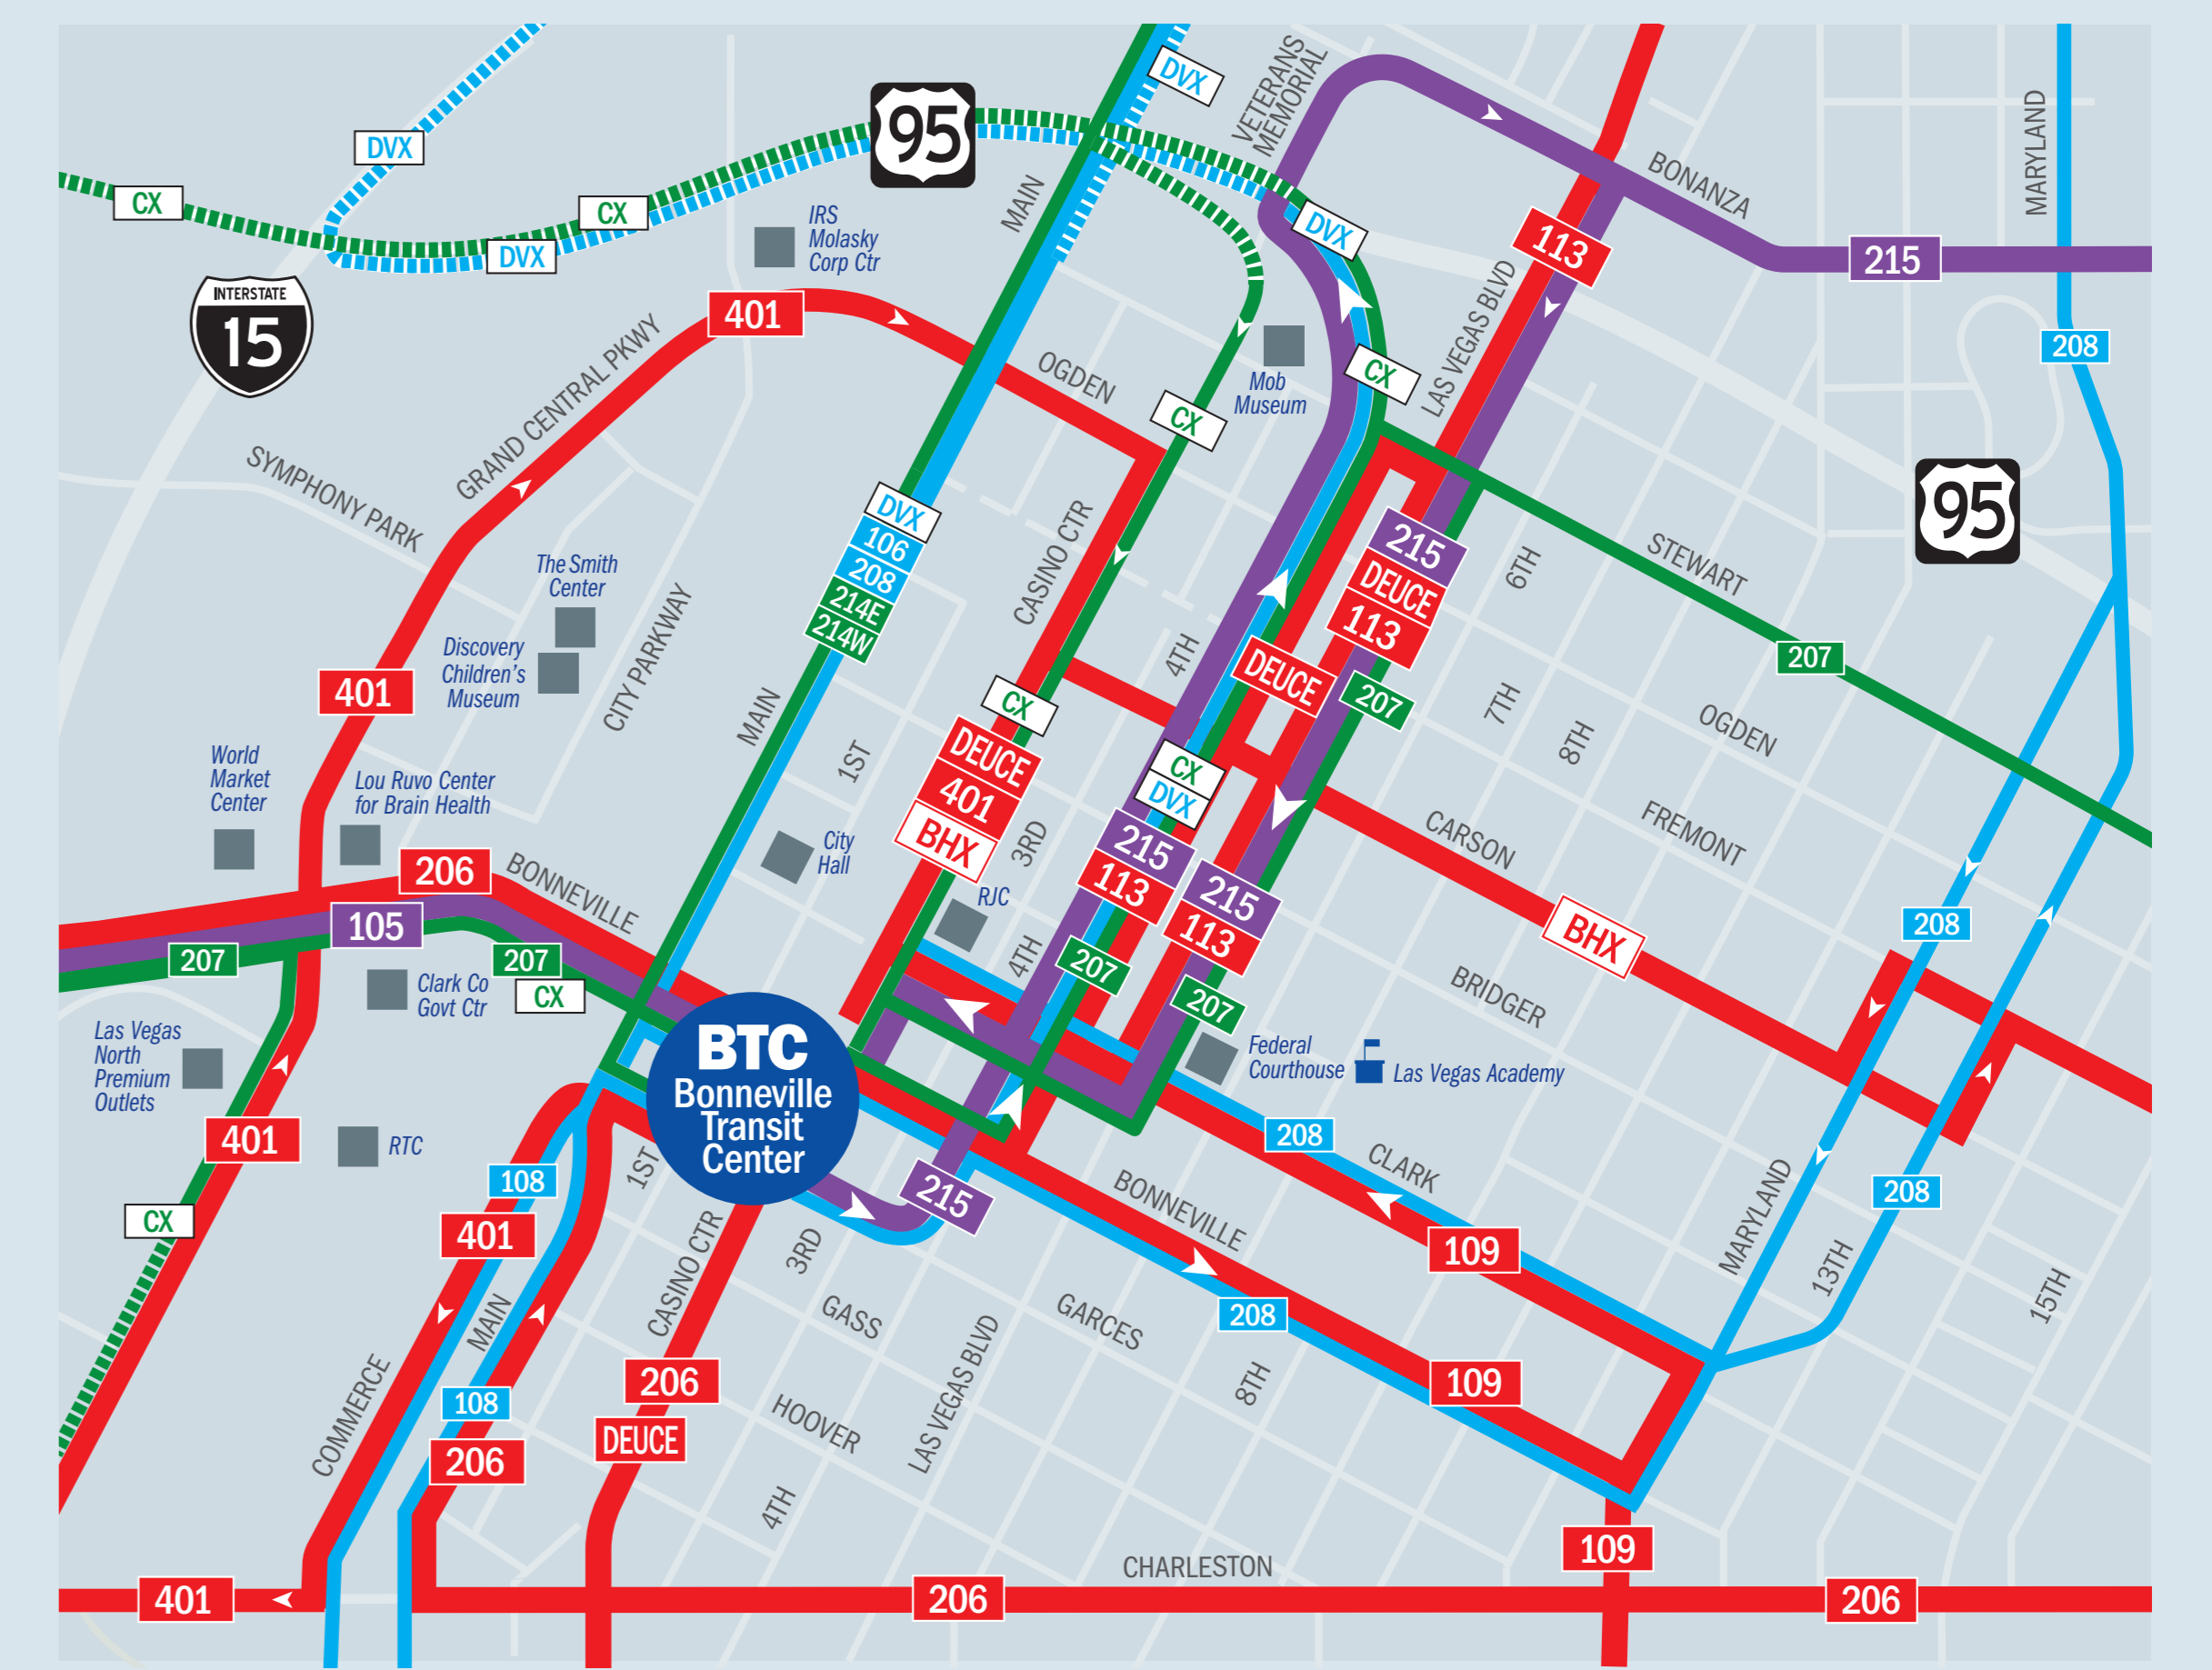 DVX
VETERANS
MEMORIAL
95
DVX
MARYLAND
MAIN
BONANZA
CX
CX
IRS
Molasky
Corp Ctr
DVX
DVX
113
215
INTERSTATE
15
401
GRAND CENTRAL PKWY
OGDEN
LAS VEGAS BLVD
208
Mob
Museum
CX
CX
SYMPHONY PARK
95
DVX
106
208
214E
214W
CASINO CTR
215
DEUCE
113
6TH
STEWART
The Smith
Center
Discovery
Children's
Museum
CITY PARKWAY
401
4TH
DEUCE
207
207
MAIN
CX
7TH
8TH
OGDEN
World
Market
Center
Lou Ruvo Center
for Brain Health
1ST
DEUCE
401
BHX
CX
DVX
3RD
City
Hall
215
113
CARSON
FREMONT
206
BONNEVILLE
105
RJC
215
113
BHX
208
207
207
CX
4TH
207
207
BRIDGER
Clark Co
Govt Ctr
Las Vegas
North
Premium
Outlets
BTC
Bonneville
Transit
Center
Federal
Courthouse
Las Vegas Academy
401
RTC
208
CLARK
1ST
108
215
BONNEVILLE
208
CX
401
CASINO CTR
3RD
109
MARYLAND
13TH
15TH
MAIN
GASS
GARCES
208
LAS VEGAS BLVD
COMMERCE
108
206
206
DEUCE
HOOVER
8TH
109
4TH
109
CHARLESTON
401
206
206